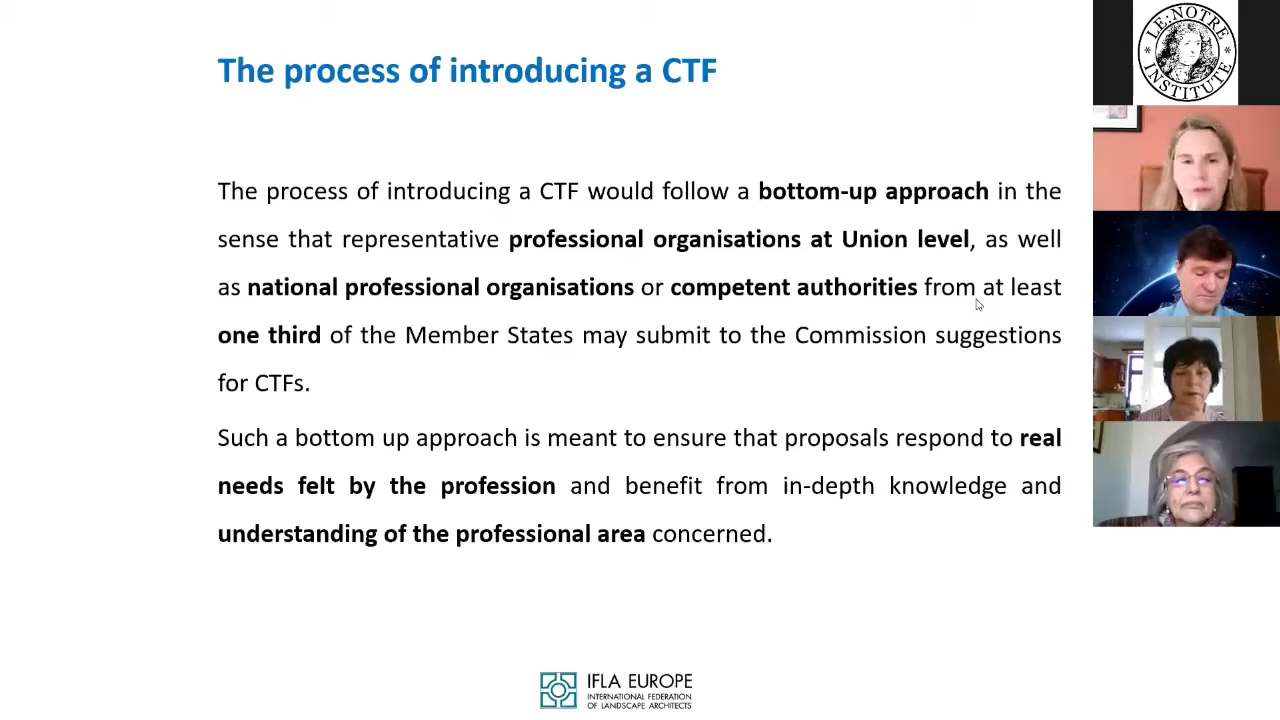 The process of introducing a CTF
The process of introducing a CTF would follow a bottom-up approach in the
sense that representative professional organisations at Union level, as well
as national professional organisations or competent authorities from at least
one third of the Member States may submit to the Commission suggestions
for CTFs.
Such a bottom up approach is meant to ensure that proposals respond to real
needs felt by the profession and benefit from in-depth knowledge and
understanding of the professional area concerned.
IFLA EUROPE
INTERNATIONAL FEDERATION
OF LANDSCAPE ARCHITECTS
LE:NOTRE
INSTITUTE